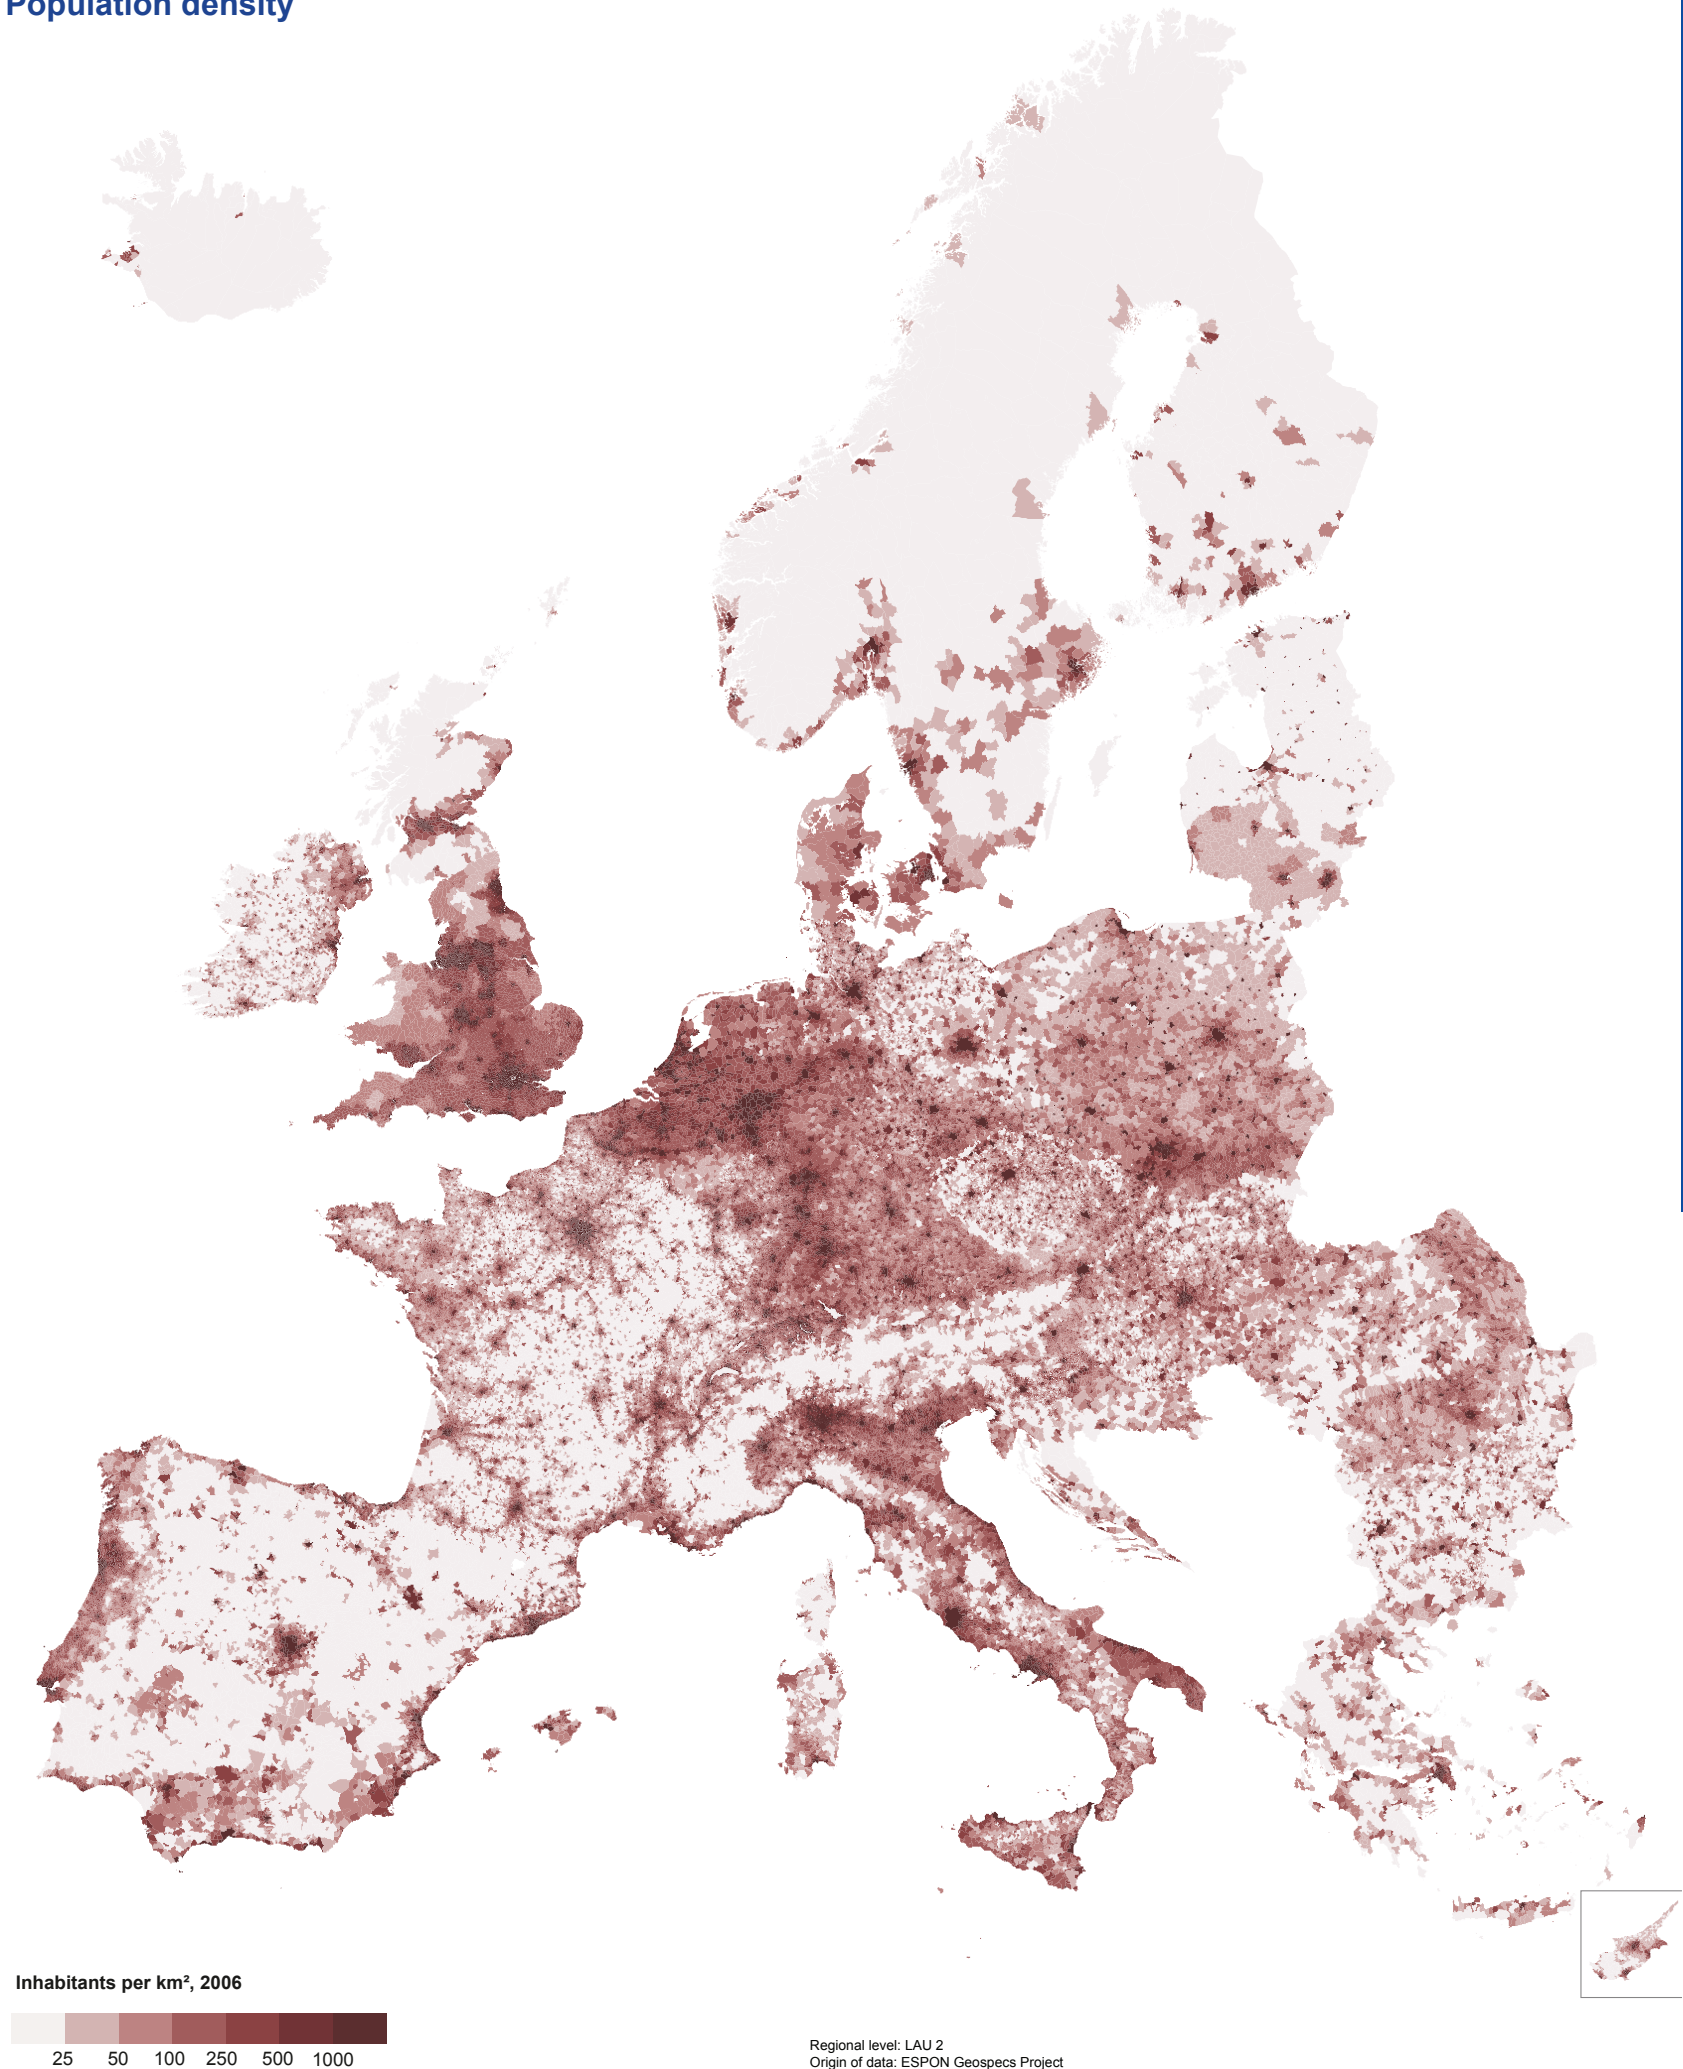 Population density
Inhabitants per km², 2006
25 50 100 250 500 1000
Regional level: LAU 2
Origin of data: ESPON Geospecs Project